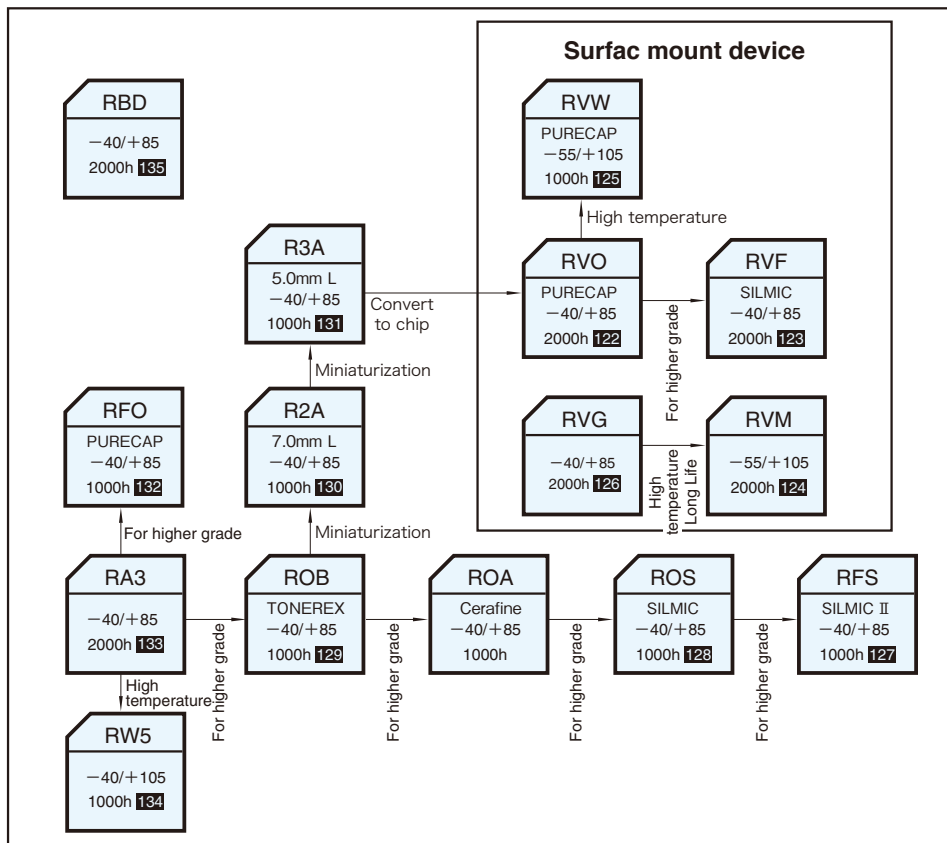 Surfac mount device
RBD
−40/+85
2000h 135
RVW
PURECAP
−55/+105
1000h 125
High temperature
R3A
5.0mm L
−40/+85
1000h 131
Convert
to chip
RVO
PURECAP
−40/+85
2000h 122
For higher grade
RVF
SILMIC
−40/+85
2000h 123
Miniaturization
RFO
PURECAP
−40/+85
1000h 132
R2A
7.0mm L
−40/+85
1000h 130
RVG
−40/+85
2000h 126
High
temperature
Long Life
RVM
−55/+105
2000h 124
For higher grade
Miniaturization
RA3
−40/+85
2000h 133
For higher grade
ROB
TONEREX
−40/+85
1000h 129
For higher grade
ROA
Cerafine
−40/+85
1000h
For higher grade
ROS
SILMIC
−40/+85
1000h 128
For higher grade
RFS
SILMIC II
−40/+85
1000h 127
High
temperature
RW5
−40/+105
1000h 134